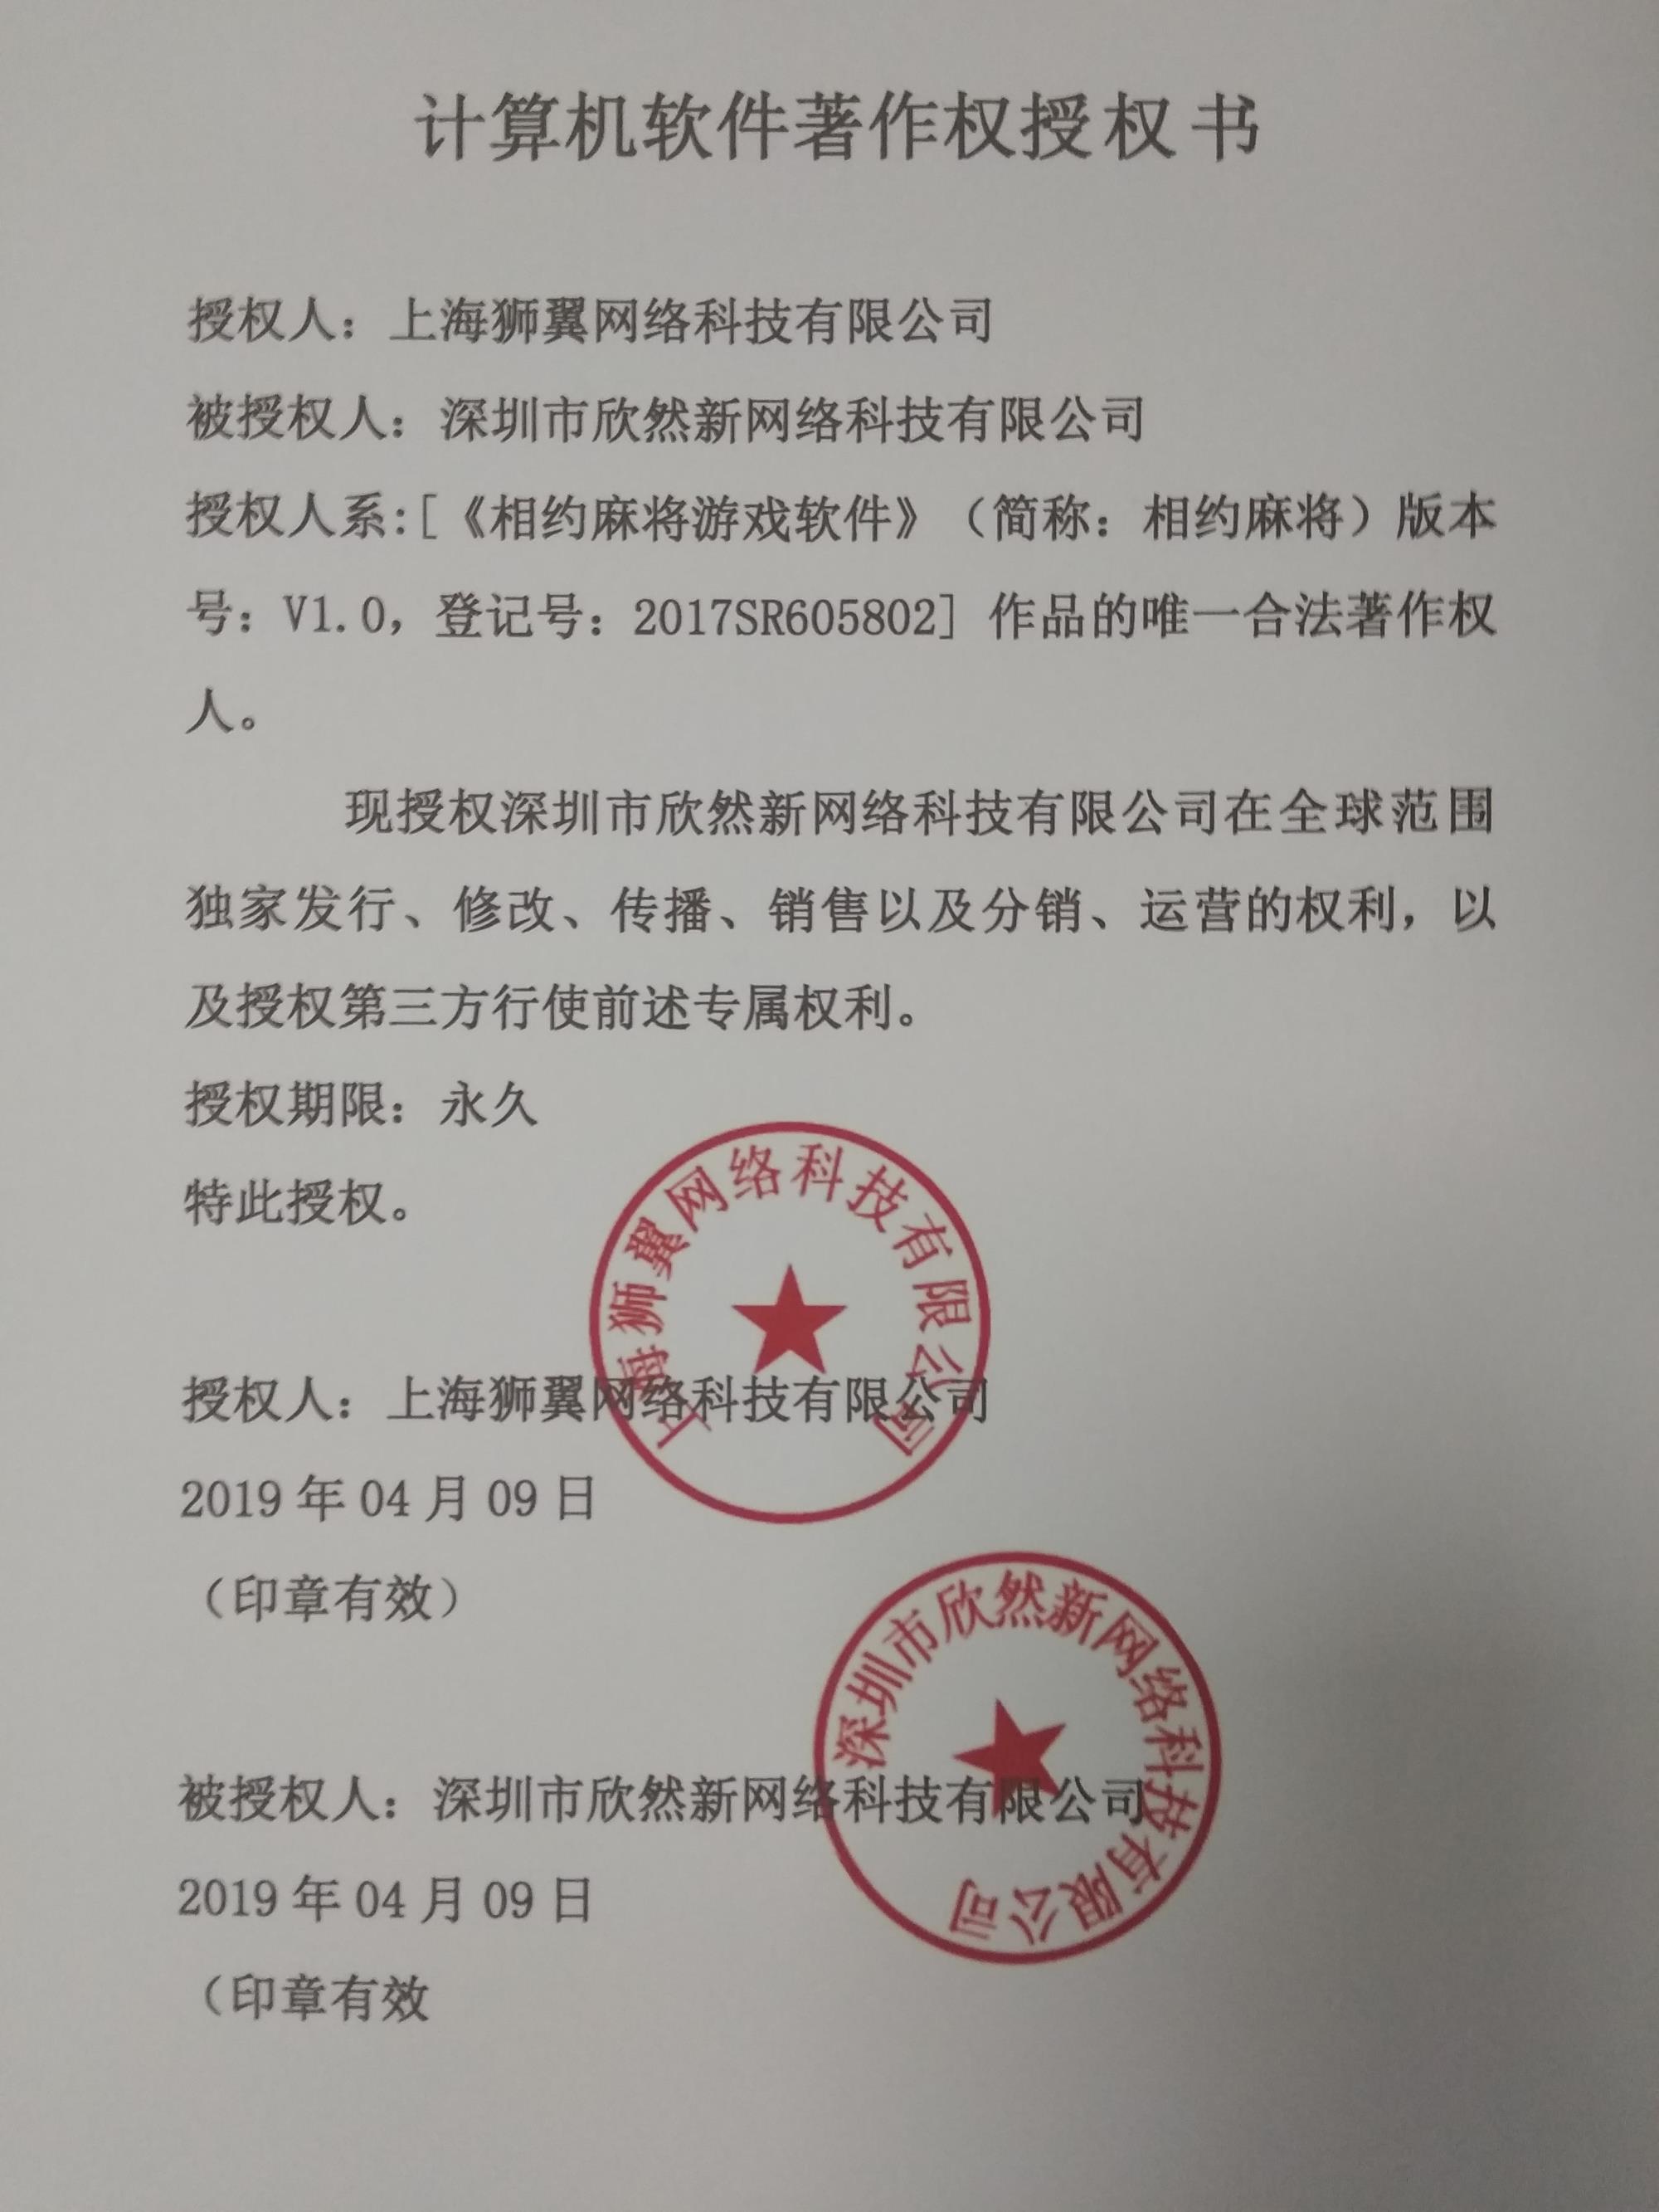 计算机软件著作权授权书
授权人：上海狮翼网络科技有限公司
被授权人：深圳市欣然新网络科技有限公司
授权人系:[《相约麻将游戏软件》（简称：相约麻将）版本
号：V1.0，登记号：2017SR605802] 作品的唯一合法著作权
人。
现授权深圳市欣然新网络科技有限公司在全球范围
独家发行、修改、传播、销售以及分销、运营的权利，以
及授权第三方行使前述专属权利。
授权期限：永久
特此授权。
上海狮翼网络科技有限公司
授权人：上海狮翼网络科技有限公司
2019 年 04 月 09 日
（印章有效）
深圳市欣然新网络科技有限公司
被授权人：深圳市欣然新网络科技有限公司
2019 年 04 月 09 日
（印章有效